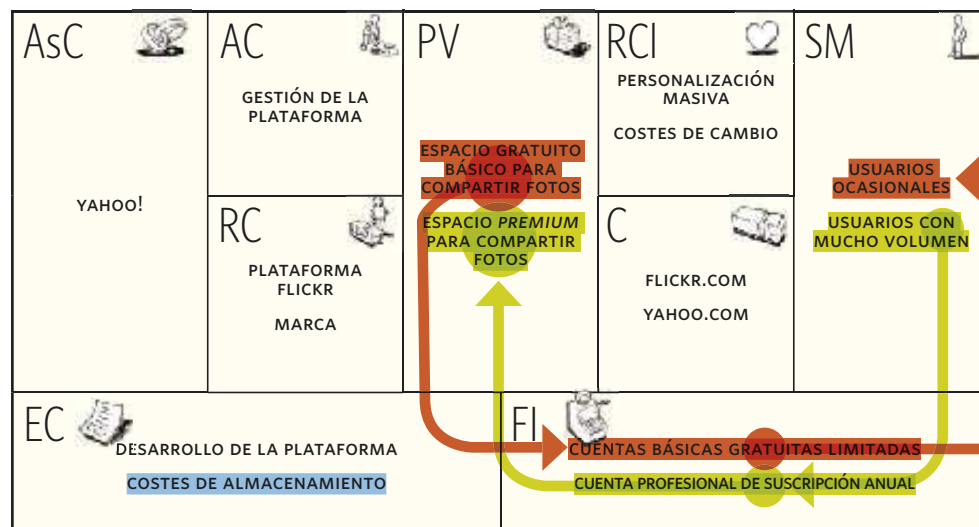 AsC
YAHOO!
AC
GESTIÓN DE LA
PLATAFORMA
RC
PLATAFORMA
FLICKR
MARCA
PV
ESPACIO GRATUITO
BÁSICO PARA
COMPARTIR FOTOS
ESPACIO PREMIUM
PARA COMPARTIR
FOTOS
RCl
PERSONALIZACIÓN
MASIVA
COSTES DE CAMBIO
C
FLICKR.COM
YAHOO.COM
SM
USUARIOS
OCASIONALES
USUARIOS CON
MUCHO VOLUMEN
EC
DESARROLLO DE LA PLATAFORMA
COSTES DE ALMACENAMIENTO
FI
CUENTAS BÁSICAS GRATUITAS LIMITADAS
CUENTA PROFESIONAL DE SUSCRIPCIÓN ANUAL